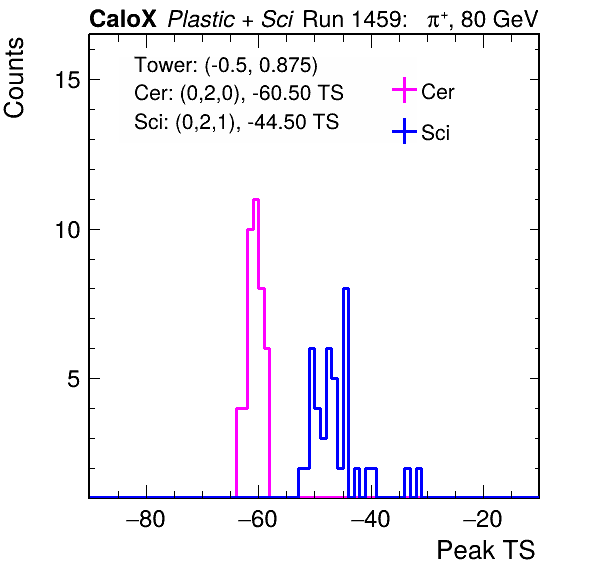 CaloX Plastic + Sci Run 1459: π⁺, 80 GeV
Counts
Tower: (-0.5, 0.875)
Cer: (0,2,0), -60.50 TS
Sci: (0,2,1), -44.50 TS
Cer
Sci
15
10
5
−80 −60 −40 −20
Peak TS